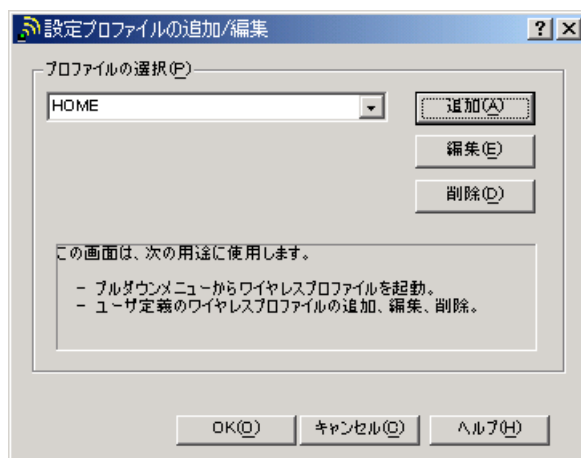 設定プロファイルの追加/編集
プロファイルの選択(P)
HOME
追加(A)
編集(E)
削除(D)
この画面は、次の用途に使用します。
- プルダウンメニューからワイヤレスプロファイルを起動。
- ユーザ定義のワイヤレスプロファイルの追加、編集、削除。
OK(O)
キャンセル(C)
ヘルプ(H)